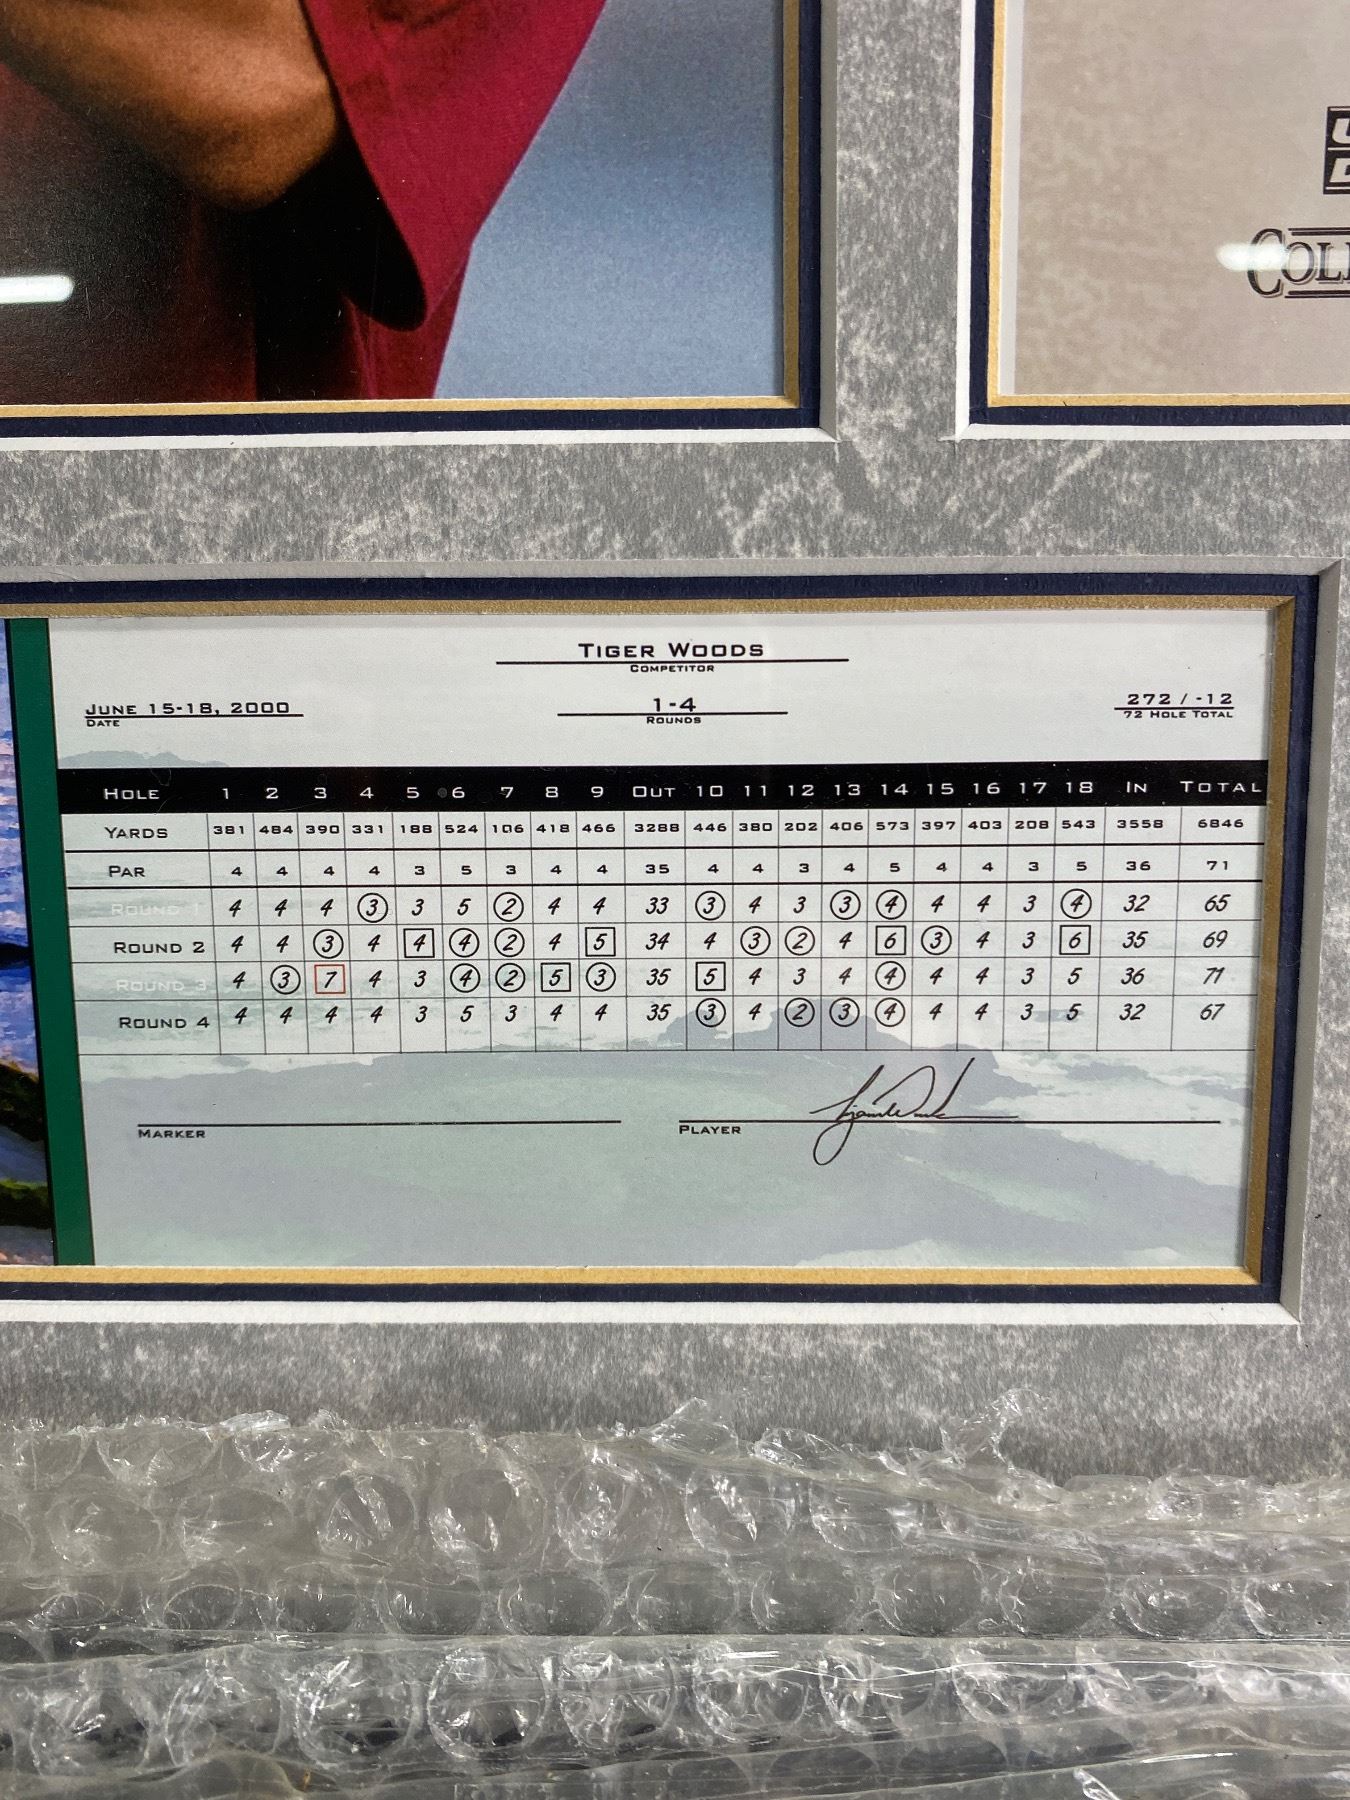 U
D
COLL
TIGER WOODS
COMPETITOR
JUNE 15-18, 2000
DATE
1-4
ROUNDS
272 / -12
72 HOLE TOTAL
HOLE 1 2 3 4 5 6 7 8 9 OUT 10 11 12 13 14 15 16 17 18 IN TOTAL
YARDS 381 484 390 331 188 524 106 418 466 3288 446 380 202 406 573 397 403 208 543 3558 6846
PAR 4 4 4 4 3 5 3 4 4 35 4 4 3 4 5 4 4 3 5 36 71
ROUND 1 4 4 4 3 3 5 2 4 4 33 3 4 3 3 4 4 4 3 4 32 65
ROUND 2 4 4 3 4 4 4 2 4 5 34 4 3 2 4 6 3 4 3 6 35 69
ROUND 3 4 3 7 4 3 4 2 5 3 35 5 4 3 4 4 4 4 3 5 36 71
ROUND 4 4 4 4 4 3 5 3 4 4 35 3 4 2 3 4 4 4 3 5 32 67
Tiger Woods
MARKER PLAYER